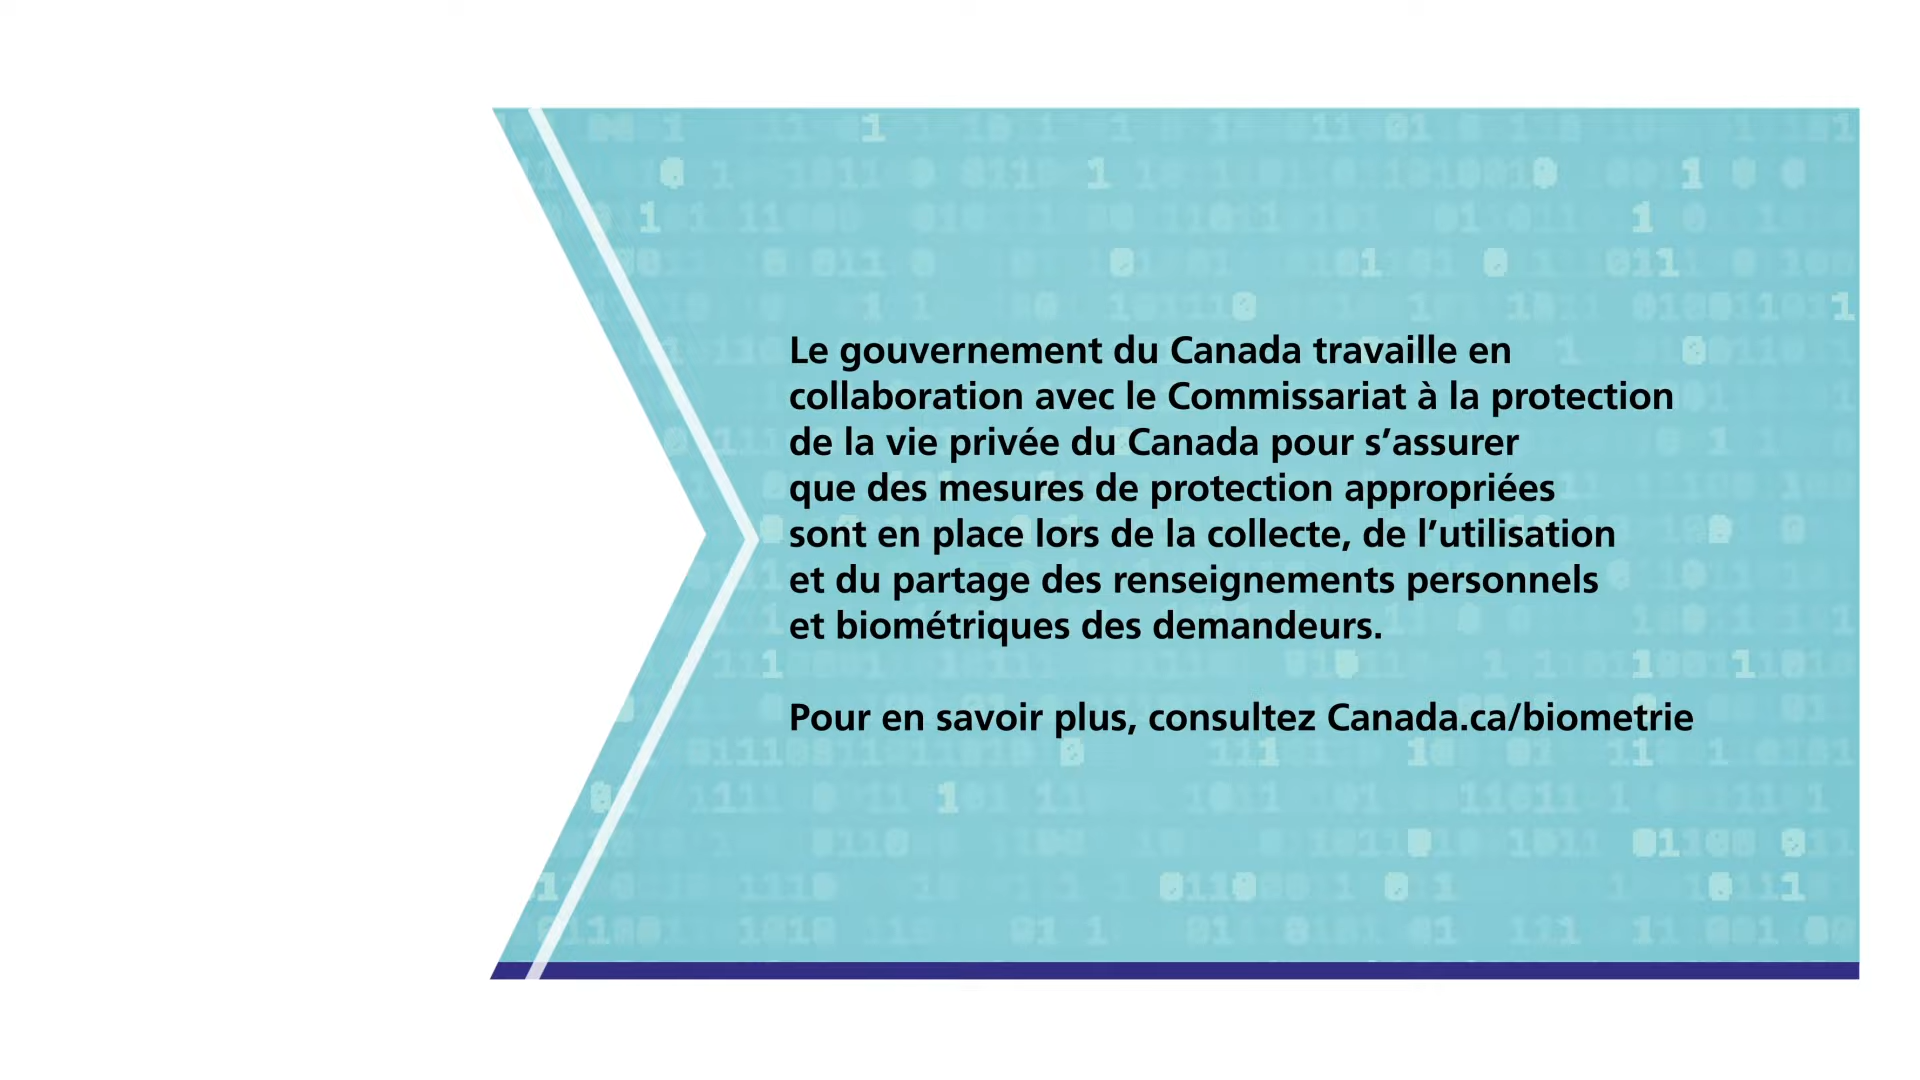 Le gouvernement du Canada travaille en
collaboration avec le Commissariat à la protection
de la vie privée du Canada pour s’assurer
que des mesures de protection appropriées
sont en place lors de la collecte, de l’utilisation
et du partage des renseignements personnels
et biométriques des demandeurs.
Pour en savoir plus, consultez Canada.ca/biometrie